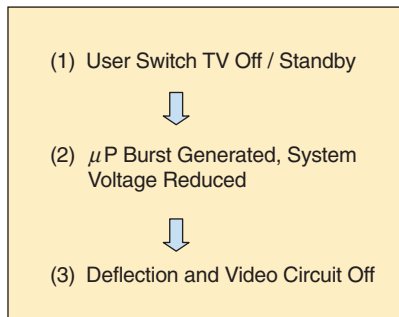 (1) User Switch TV Off / Standby
(2) μP Burst Generated, System
Voltage Reduced
(3) Deflection and Video Circuit Off